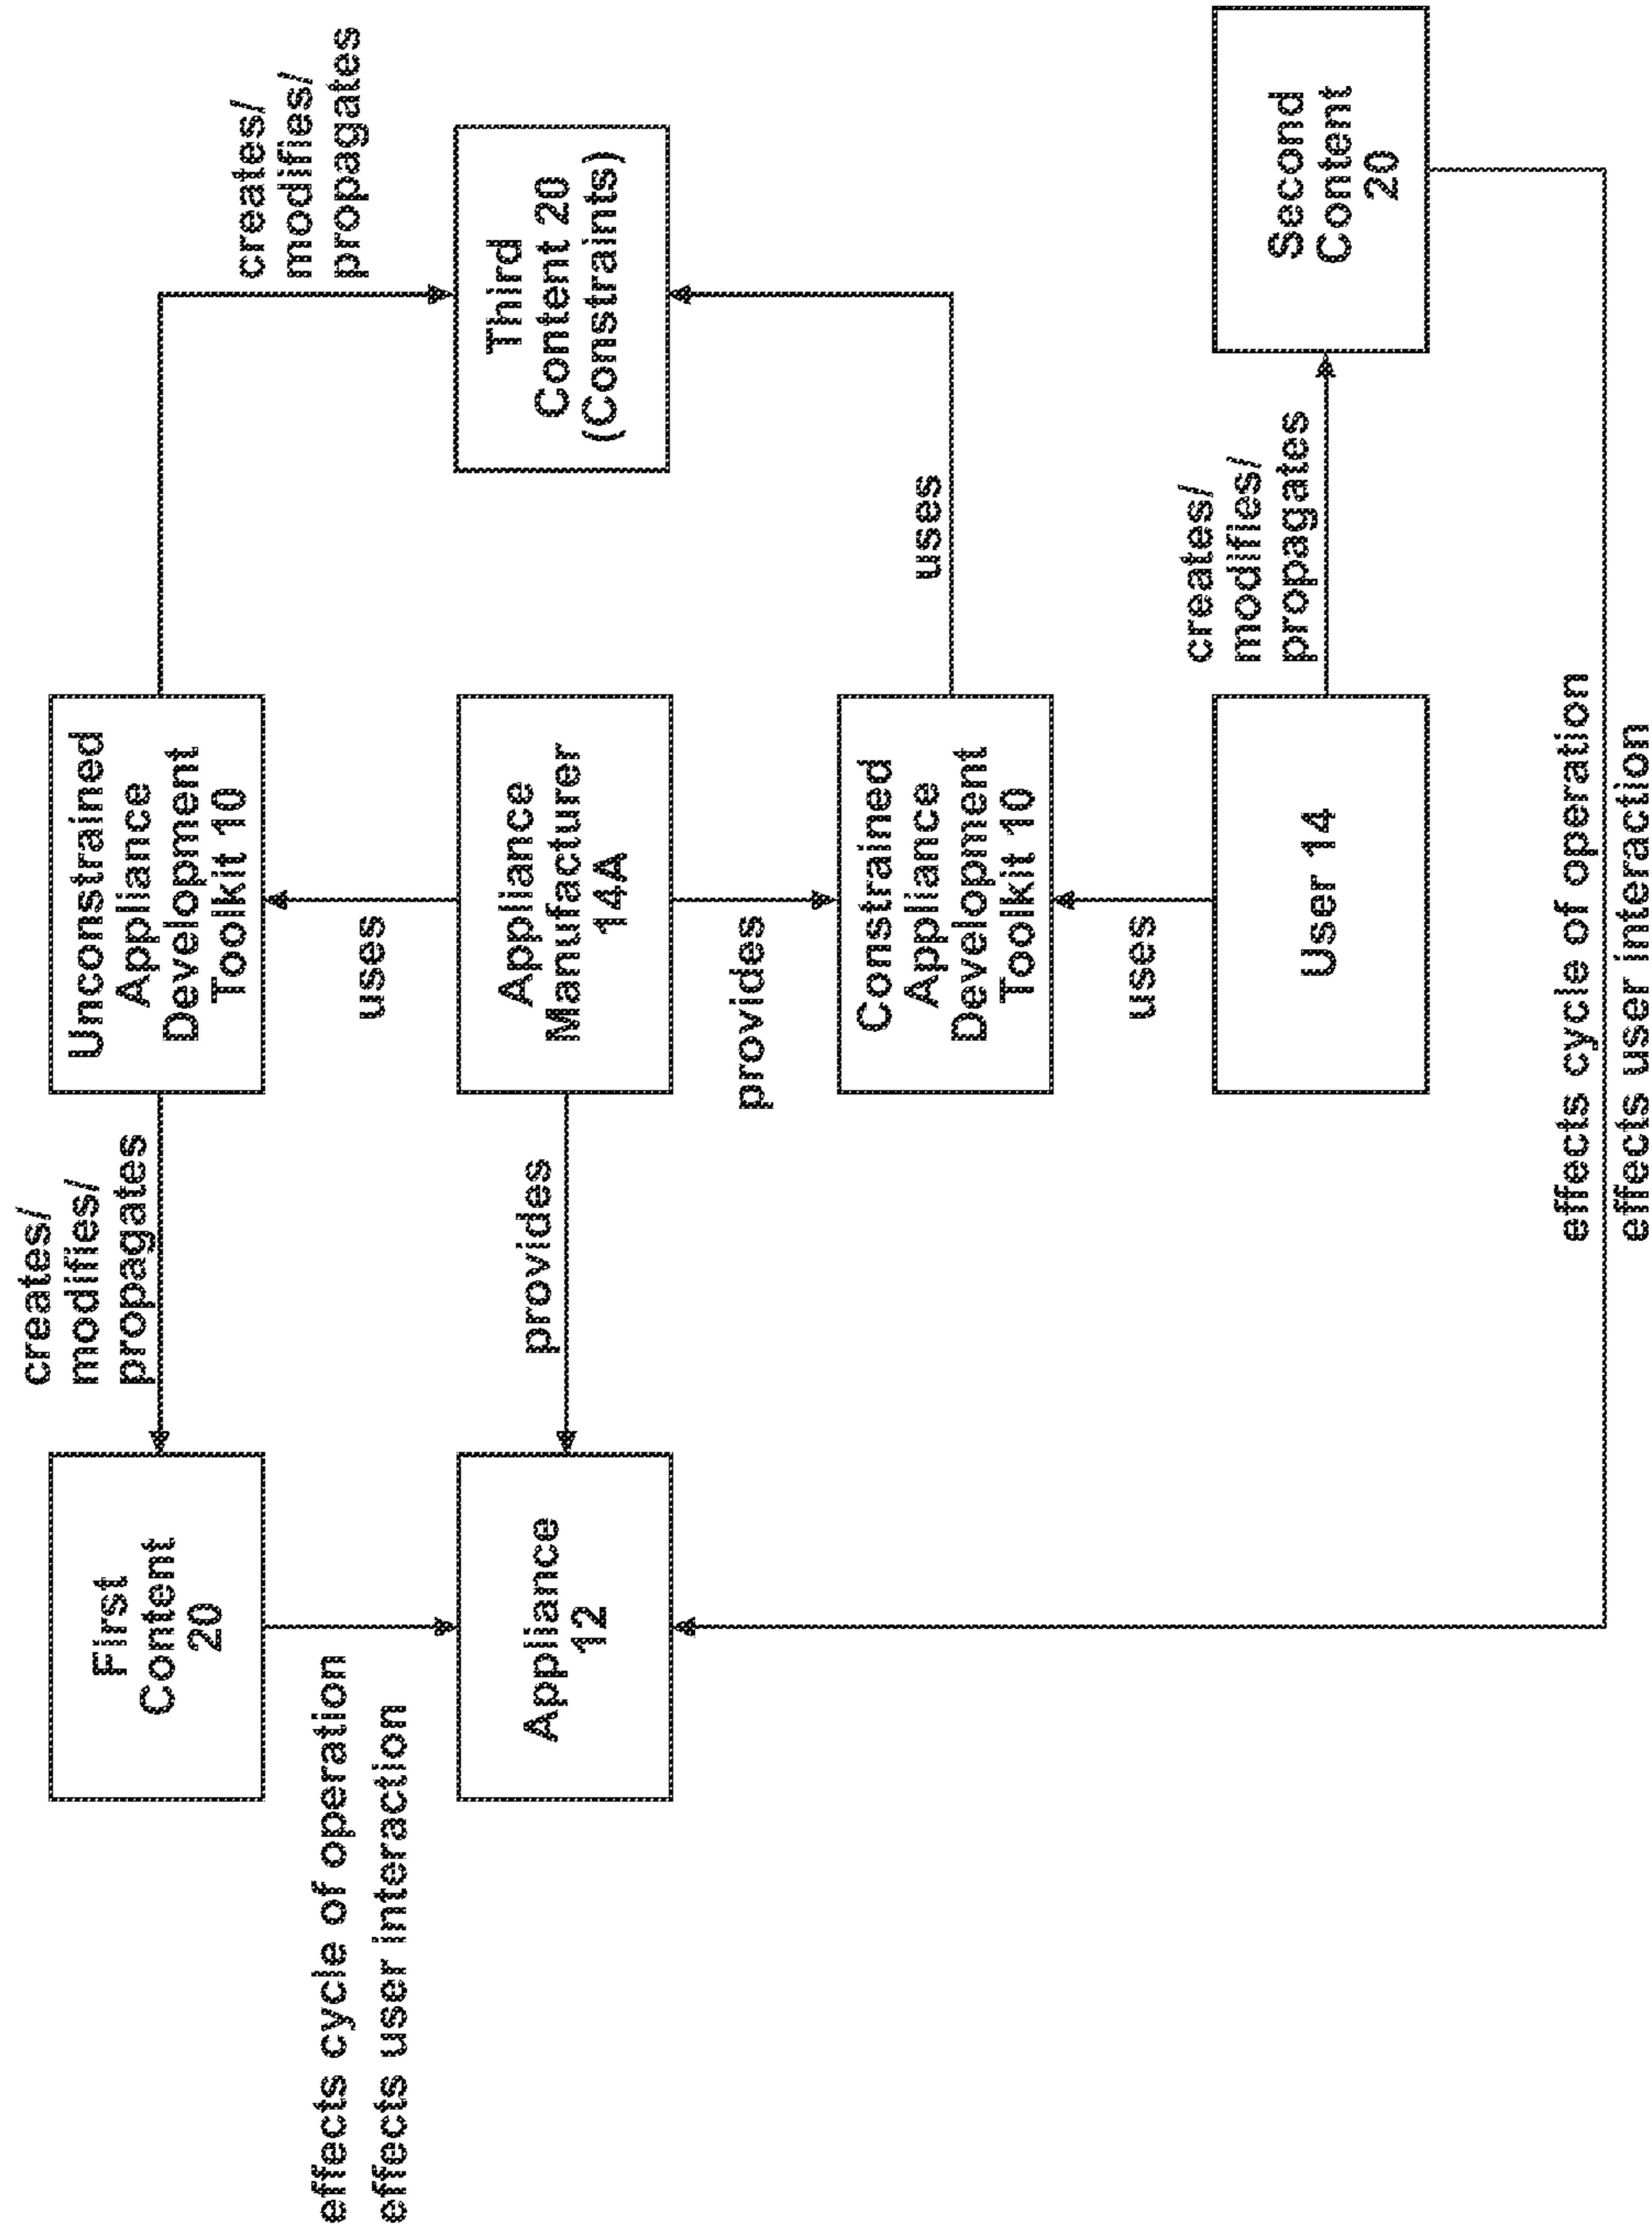 creates/
modifies/
propagates
First
Content
20
Unconstrained
Appliance
Development
Toolkit 10
creates/
modifies/
propagates
effects cycle of operation
effects user interaction
uses
Appliance
12
provides
Appliance
Manufacturer
14A
Third
Content 20
(Constraints)
provides
Constrained
Appliance
Development
Toolkit 10
uses
uses
User 14
creates/
modifies/
propagates
Second
Content
20
effects cycle of operation
effects user interaction